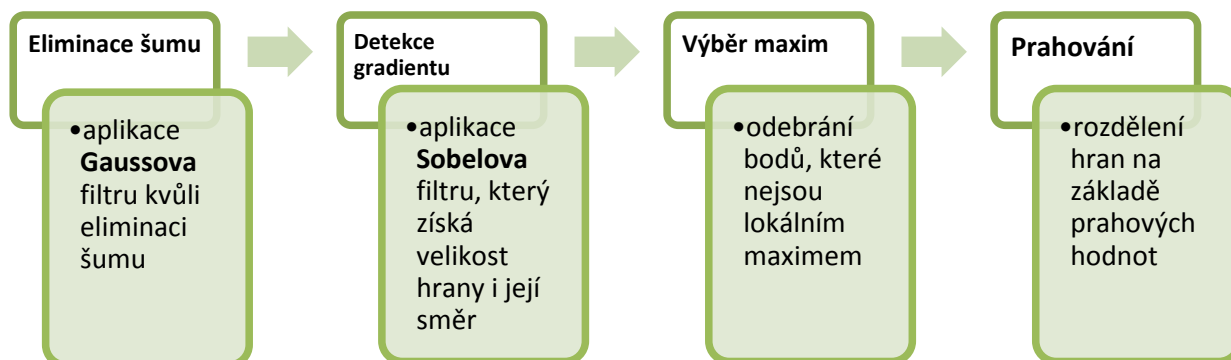 Eliminace šumu
•aplikace
Gaussova
filtru kvůli
eliminaci
šumu
Detekce
gradientu
•aplikace
Sobelova
filtru, který
získá
velikost
hrany i její
směr
Výběr maxim
•odebrání
bodů, které
nejsou
lokálním
maximem
Prahování
•rozdělení
hran na
základě
prahových
hodnot